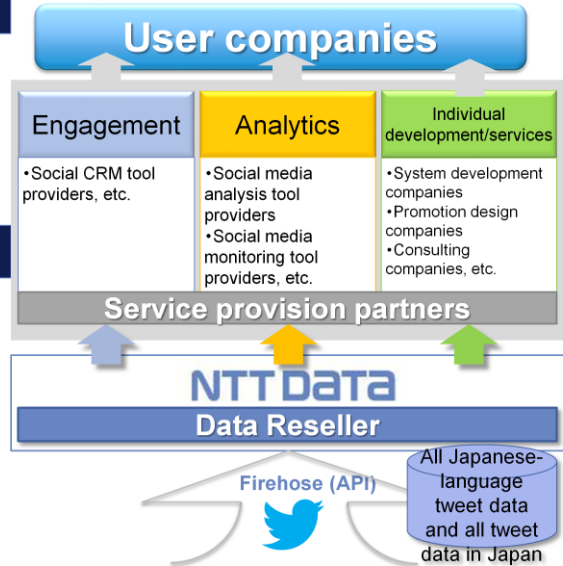 User companies
Engagement
•Social CRM tool
providers, etc.
Analytics
•Social media
analysis tool
providers
•Social media
monitoring tool
providers, etc.
Individual
development/services
•System development
companies
•Promotion design
companies
•Consulting
companies, etc.
Service provision partners
NTT DATA
Data Reseller
Firehose (API)
All Japanese-
language
tweet data
and all tweet
data in Japan